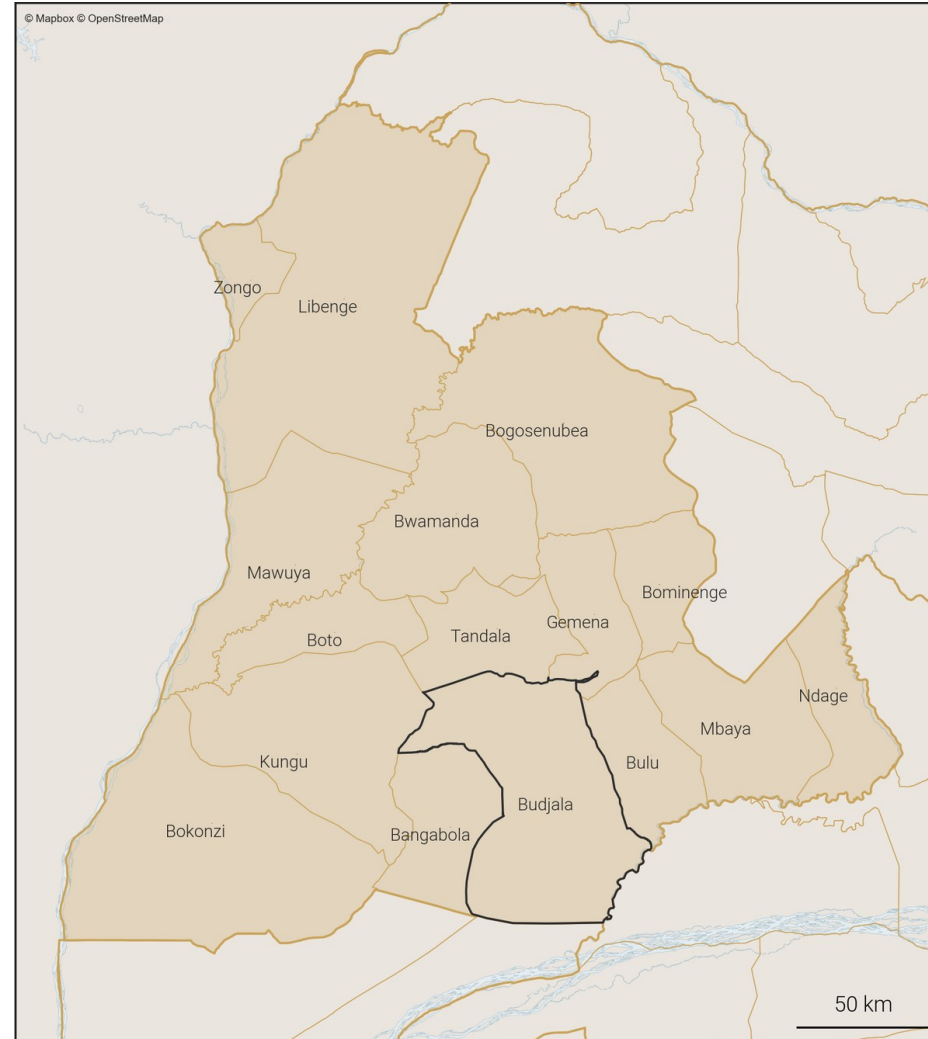 © Mapbox © OpenStreetMap
Zongo
Libenge
Bogosenubea
Bwamanda
Mawuya
Bominenge
Gemena
Boto
Tandala
Ndage
Mbaya
Kungu
Bulu
Budjala
Bokonzi
Bangabola
50 km